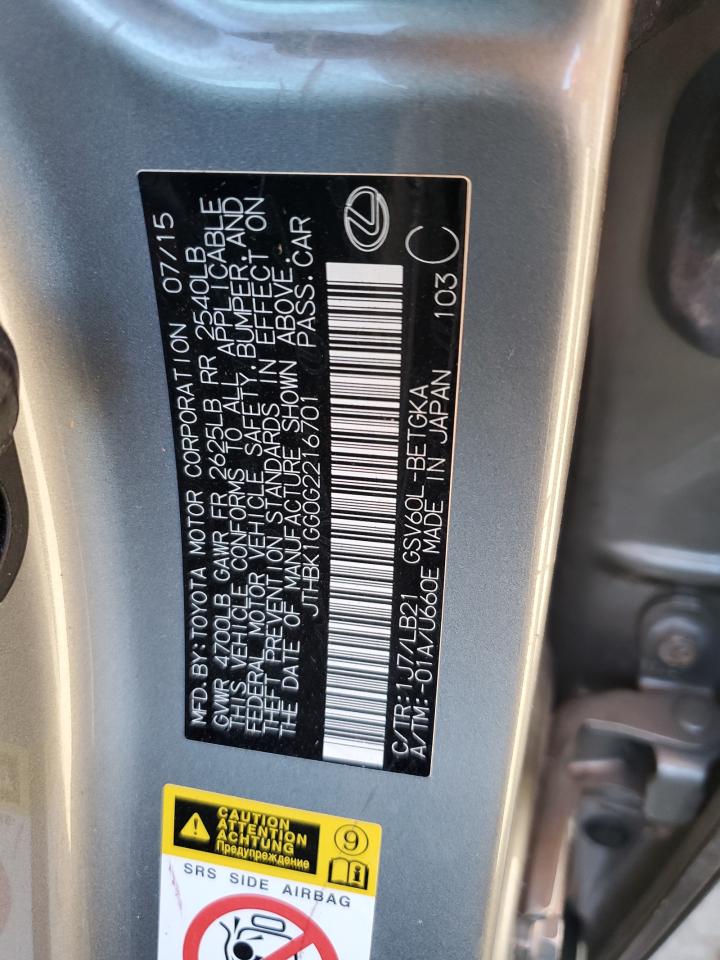 MFD. BY: TOYOTA MOTOR CORPORATION 07/15
GVWR 4700LB GAWR FR 2625LB RR 2540LB
THIS VEHICLE CONFORMS TO ALL APPLICABLE
FEDERAL MOTOR VEHICLE SAFETY, BUMPER, AND
THEFT PREVENTION STANDARDS IN EFFECT ON
THE DATE OF MANUFACTURE SHOWN ABOVE.
JTHBK1GG0G2216701 PASS. CAR
C/TR: 1J7/LB21 GSV60L-BETGKA
A/TM: -01A/U660E MADE IN JAPAN 103 C
CAUTION
ATTENTION
ACHTUNG
Предупреждение
9
i
SRS SIDE AIRBAG